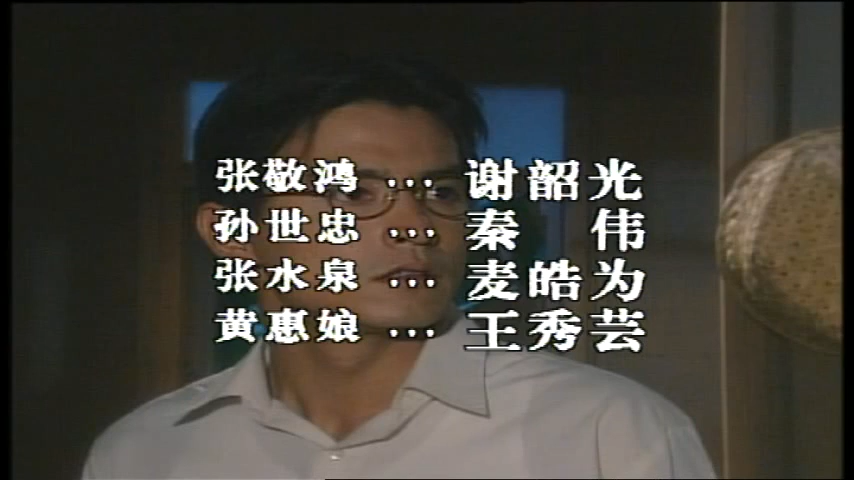 张敬鸿 ... 谢韶光
孙世忠 ... 秦 伟
张水泉 ... 麦皓为
黄惠娘 ... 王秀芸